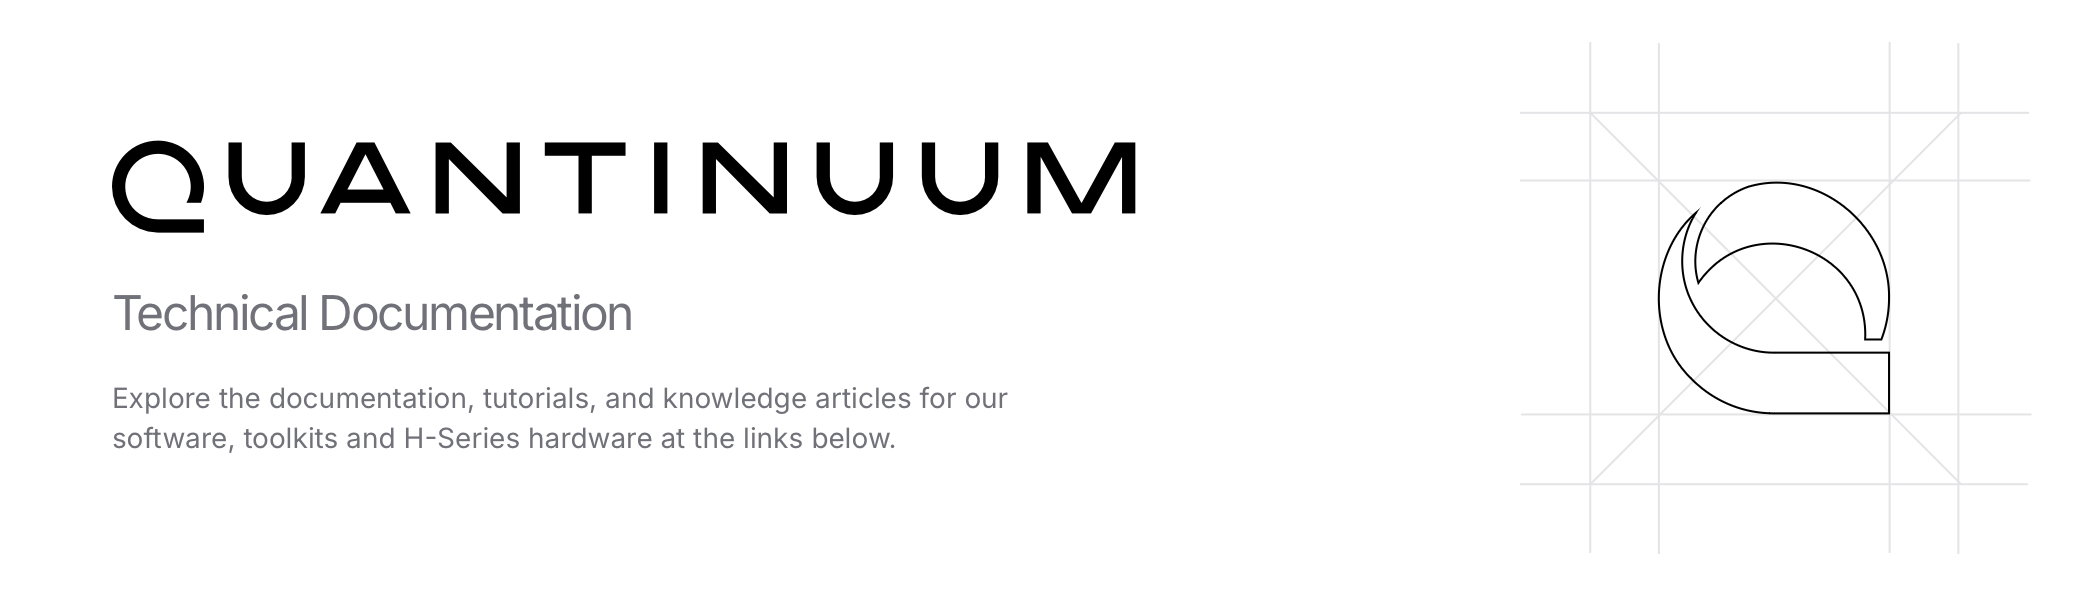 QUANTINUUM
Technical Documentation
Explore the documentation, tutorials, and knowledge articles for our
software, toolkits and H-Series hardware at the links below.